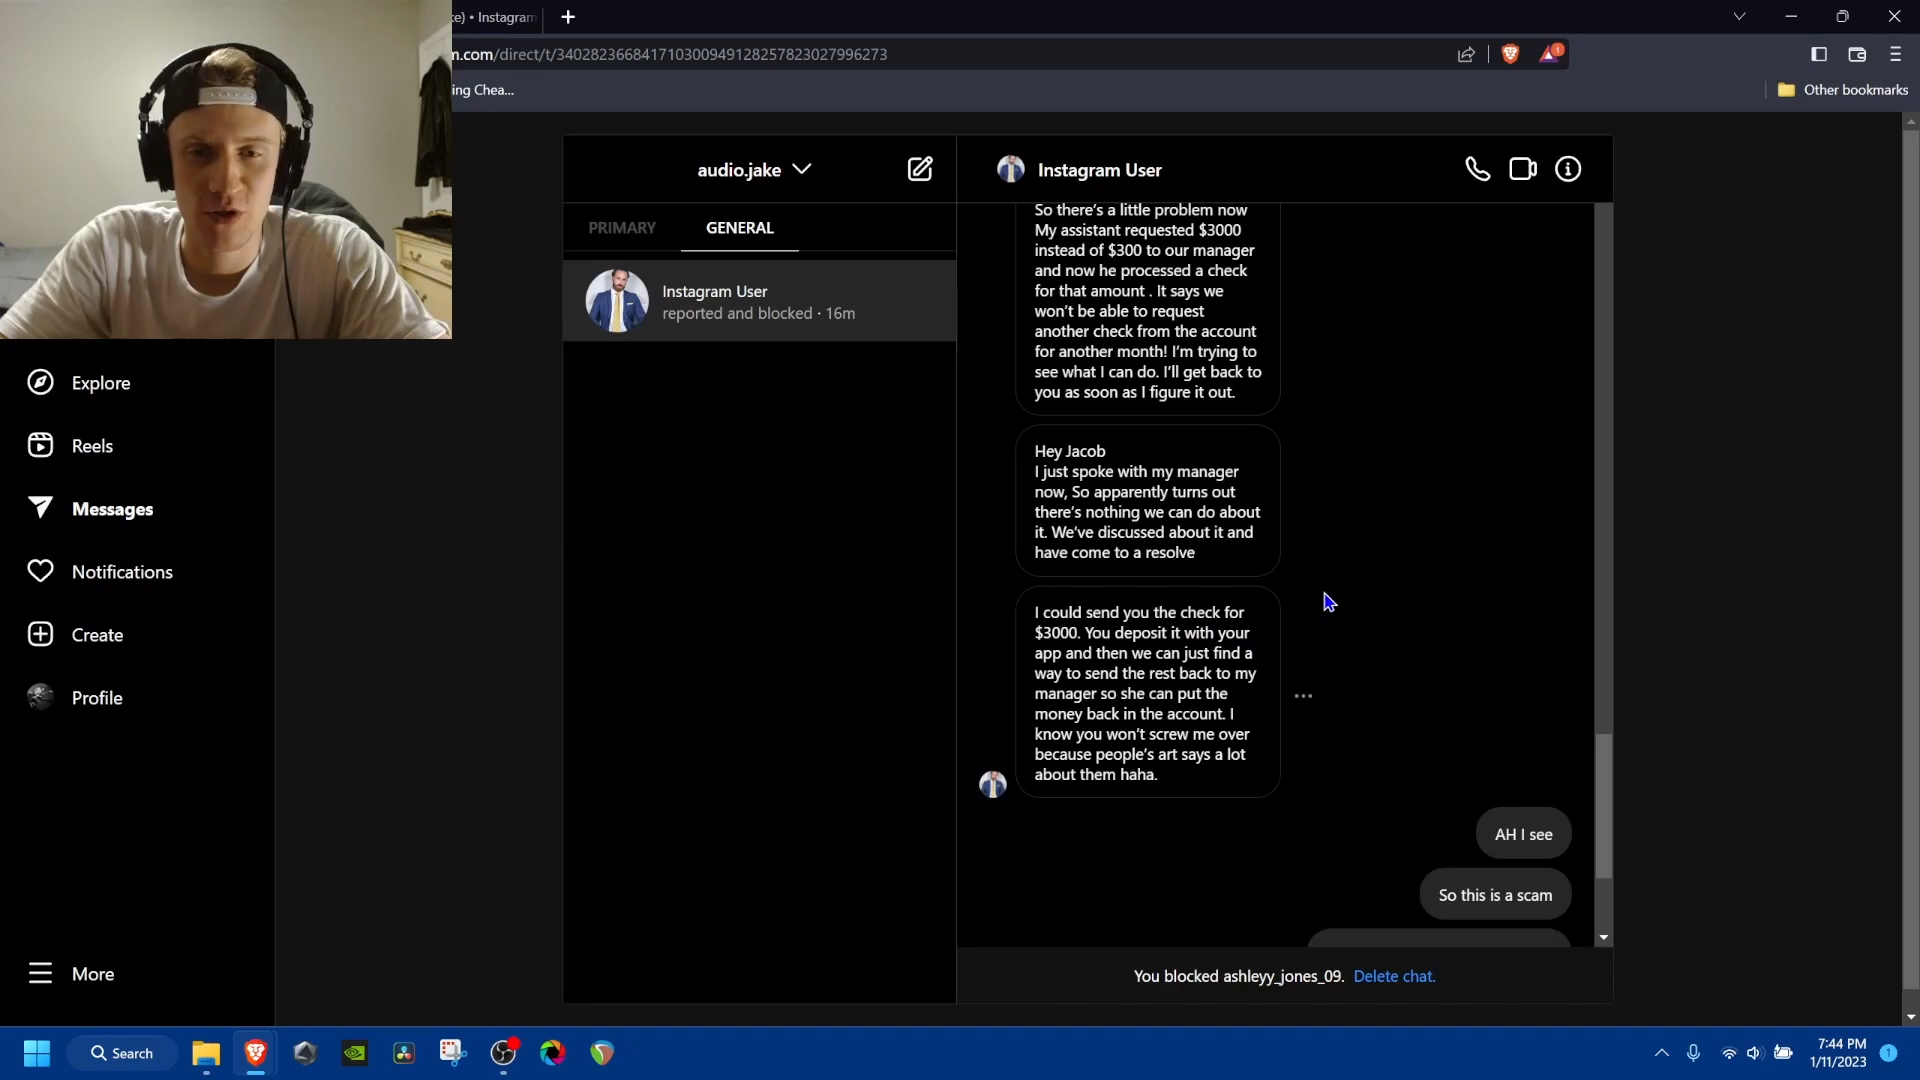 ke) • Instagram
m.com/direct/t/340282366841710300949128257823027996273
1
ing Chea...
Other bookmarks
audio.jake
PRIMARY
GENERAL
Instagram User
reported and blocked · 16m
Explore
Reels
Messages
Notifications
Create
Profile
More
Instagram User
So there's a little problem now
My assistant requested $3000
instead of $300 to our manager
and now he processed a check
for that amount . It says we
won't be able to request
another check from the account
for another month! I'm trying to
see what I can do. I'll get back to
you as soon as I figure it out.
Hey Jacob
I just spoke with my manager
now, So apparently turns out
there's nothing we can do about
it. We've discussed about it and
have come to a resolve
I could send you the check for
$3000. You deposit it with your
app and then we can just find a
way to send the rest back to my
manager so she can put the
money back in the account. I
know you won't screw me over
because people's art says a lot
about them haha.
AH I see
So this is a scam
You blocked ashleyy_jones_09. Delete chat.
Search
7:44 PM
1/11/2023
1